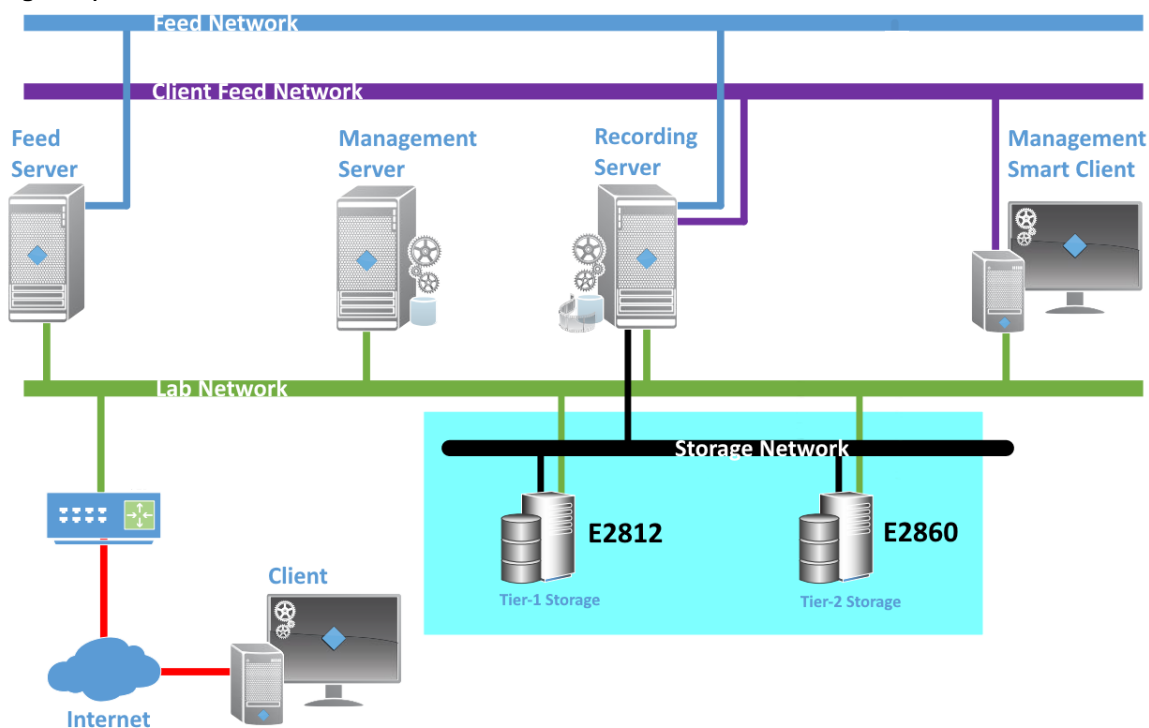 Feed Network
Client Feed Network
Feed
Server
Management
Server
Recording
Server
Management
Smart Client
Lab Network
Storage Network
E2812
E2860
Tier-1 Storage
Tier-2 Storage
Client
Internet